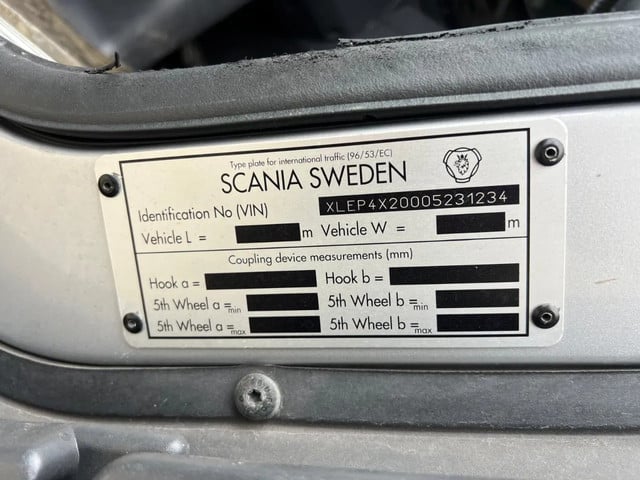 Type plate for international traffic (96/53/EC)
SCANIA SWEDEN
Identification No (VIN) XLEP4X20005231234
Vehicle L = m Vehicle W = m
Coupling device measurements (mm)
Hook a = Hook b =
5th Wheel a min = 5th Wheel b min =
5th Wheel a max = 5th Wheel b max =